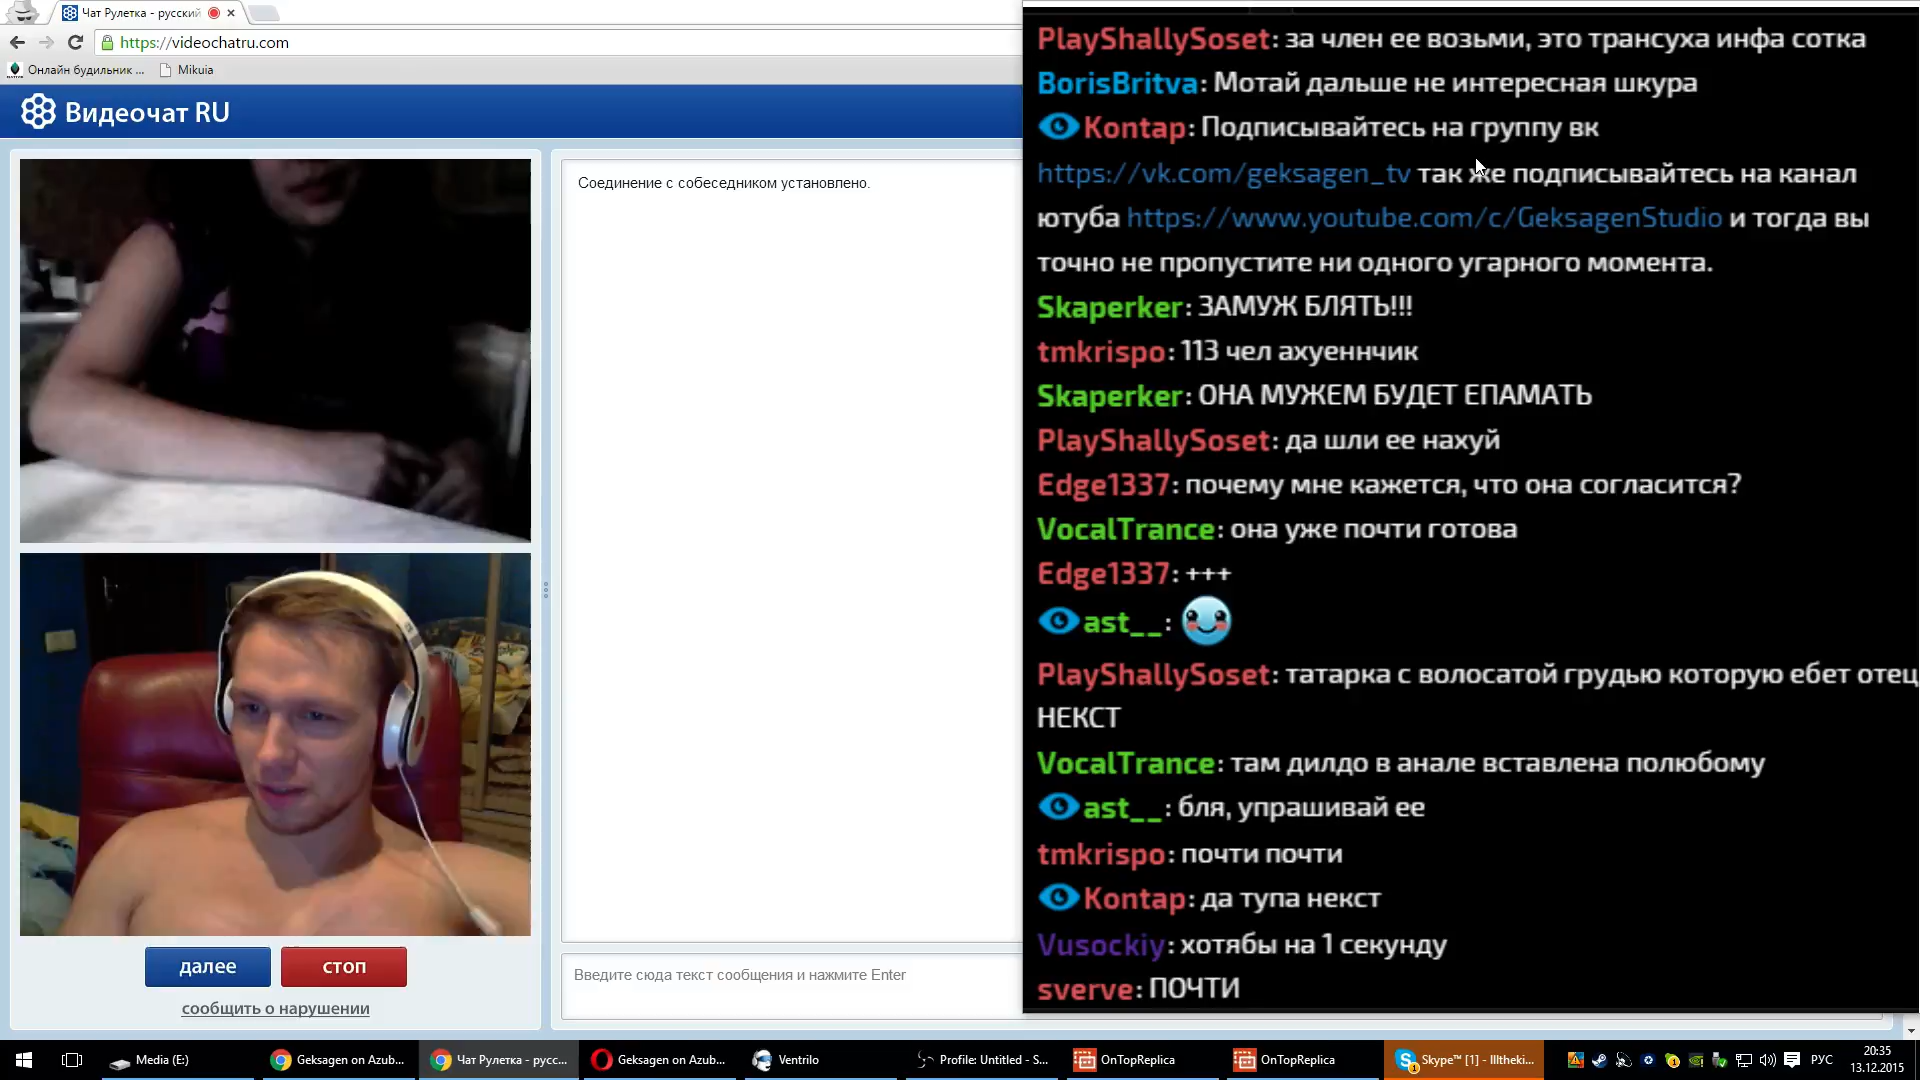 Чат Рулетка - русский
https://videochatru.com
Онлайн будильник ...
Mikuia
Видеочат RU
Соединение с собеседником установлено.
далее
стоп
сообщить о нарушении
Введите сюда текст сообщения и нажмите Enter
PlayShallySoset: за член ее возьми, это трансуха инфа сотка
BorisBritva: Мотай дальше не интересная шкура
Kontap: Подписывайтесь на группу вк
https://vk.com/geksagen_tv так же подписывайтесь на канал
ютуба https://www.youtube.com/c/GeksagenStudio и тогда вы
точно не пропустите ни одного угарного момента.
Skaperker: ЗАМУЖ БЛЯТЬ!!!
tmkrispo: 113 чел ахуеннчик
Skaperker: ОНА МУЖЕМ БУДЕТ ЕПАМАТЬ
PlayShallySoset: да шли ее нахуй
Edge1337: почему мне кажется, что она согласится?
VocalTrance: она уже почти готова
Edge1337: +++
ast__:
PlayShallySoset: татарка с волосатой грудью которую ебет отец
НЕКСТ
VocalTrance: там дилдо в анале вставлена полюбому
ast__: бля, упрашивай ее
tmkrispo: почти почти
Kontap: да тупа некст
Vusockiy: хотябы на 1 секунду
sverve: ПОЧТИ
Media (E:)
Geksagen on Azub...
Чат Рулетка - русс...
Geksagen on Azub...
Ventrilo
Profile: Untitled - S...
OnTopReplica
OnTopReplica
Skype™ [1] - Illtheki...
РУС
20:35
13.12.2015